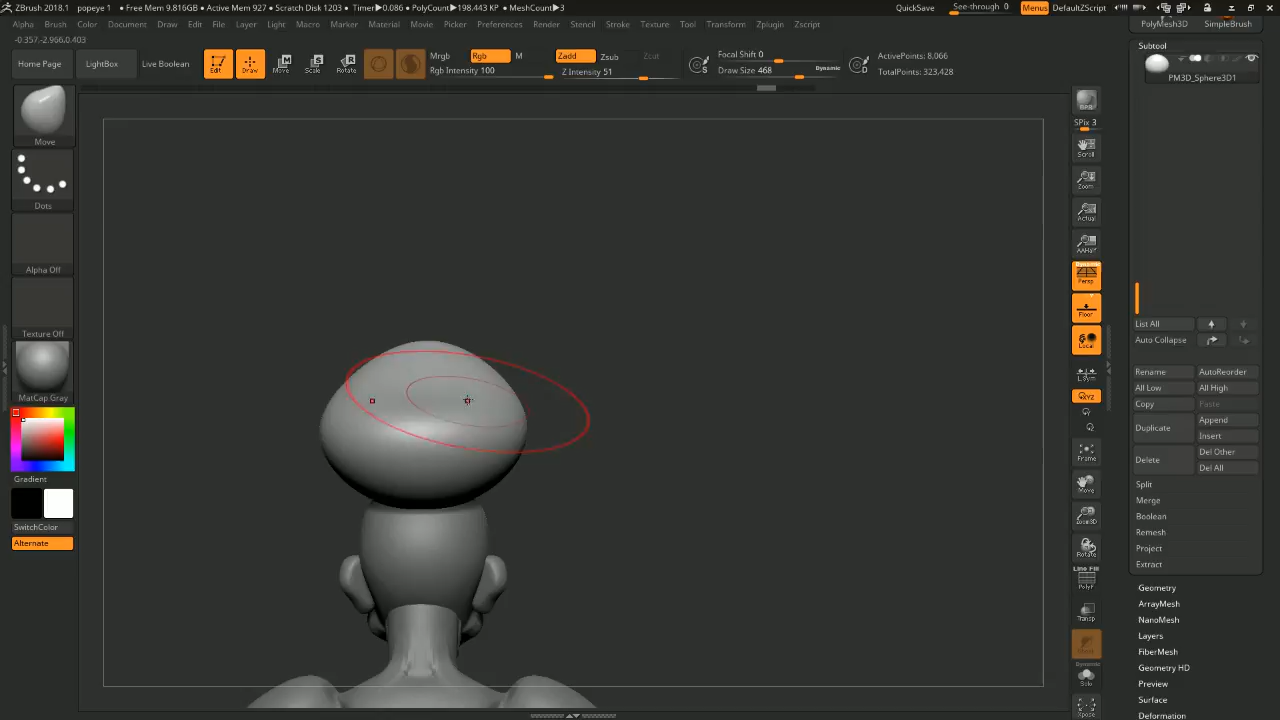 ZBrush 2018.1 popeye 1 • Free Mem 9.816GB • Active Mem 927 • Scratch Disk 1203 • Timer▶0.086 • PolyCount▶198.443 KP • MeshCount▶3 QuickSave See-through 0 Menus DefaultZScript
Alpha Brush Color Document Draw Edit File Layer Light Macro Marker Material Movie Picker Preferences Render Stencil Stroke Texture Tool Transform Zplugin Zscript
-0.357,-2.966,0.403
PolyMesh3D SimpleBrush
Home Page LightBox Live Boolean Edit Draw Move Scale Rotate
Mrgb Rgb M Zadd Zsub Zcut
Rgb Intensity 100 Z Intensity 51
S Focal Shift 0
Draw Size 468 Dynamic D
ActivePoints: 8,066
TotalPoints: 323,428
Move
Dots
Alpha Off
Texture Off
MatCap Gray
Gradient
SwitchColor
Alternate
BPR
SPix 3
Scroll
Zoom
Actual
AAHalf
Dynamic
Persp
Floor
Local
L.Sym
XYZ
Frame
Move
Zoom3D
Rotate
Line Fill
PolyF
Transp
Dynamic
Solo
Xpose
Subtool
PM3D_Sphere3D1
List All
Auto Collapse
Rename AutoReorder
All Low All High
Copy Paste
Duplicate Append
Insert
Delete Del Other
Del All
Split
Merge
Boolean
Remesh
Project
Extract
Geometry
ArrayMesh
NanoMesh
Layers
FiberMesh
Geometry HD
Preview
Surface
Deformation